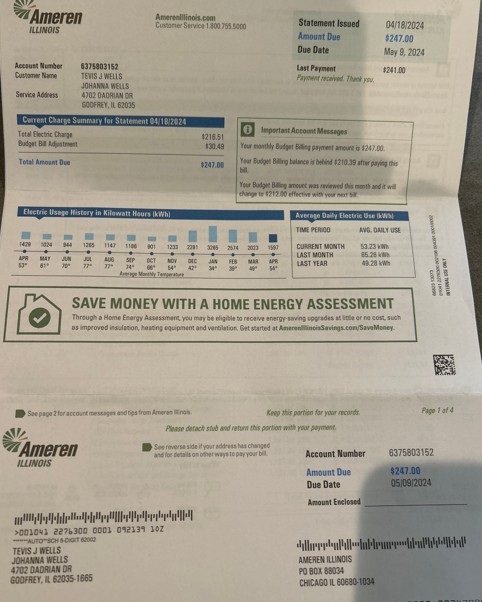 Ameren
ILLINOIS
AmerenIllinois.com
Customer Service 1.800.755.5000
Statement Issued 04/18/2024
Amount Due $247.00
Due Date May 9, 2024
Last Payment $241.00
Payment received. Thank you.
Account Number 6375803152
Customer Name TEVIS J WELLS
JOHANNA WELLS
Service Address 4702 DADRIAN DR
GODFREY, IL 62035
Current Charge Summary for Statement 04/18/2024
Total Electric Charge $216.51
Budget Bill Adjustment $30.49
Total Amount Due $247.00
Important Account Messages
Your monthly Budget Billing payment amount is $247.00.
Your Budget Billing balance is behind $210.39 after paying this
bill.
Your Budget Billing amount was reviewed this month and it will
change to $212.00 effective with your next bill.
Electric Usage History in Kilowatt Hours (kWh)
1429 1024 944 1265 1147 1186 901 1233 2281 3266 2574 2023 1597
APR MAY JUN JUL AUG SEP OCT NOV DEC JAN FEB MAR APR
53° 61° 70° 77° 77° 74° 66° 54° 42° 34° 39° 49° 54°
Average Monthly Temperature
Average Daily Electric Use (kWh)
TIME PERIOD AVG. DAILY USE
CURRENT MONTH 53.23 kWh
LAST MONTH 65.26 kWh
LAST YEAR 49.28 kWh
INTERNAL USE ONLY
SAVE MONEY WITH A HOME ENERGY ASSESSMENT
Through a Home Energy Assessment, you may be eligible to receive energy-saving upgrades at little or no cost, such
as improved insulation, heating equipment and ventilation. Get started at AmerenIllinoisSavings.com/SaveMoney.
See page 2 for account messages and tips from Ameren Illinois.
Keep this portion for your records.
Page 1 of 4
Please detach stub and return this portion with your payment.
Ameren
ILLINOIS
See reverse side if your address has changed
and for details on other ways to pay your bill.
Account Number 6375803152
Amount Due $247.00
Due Date 05/09/2024
Amount Enclosed
>001041 2276300 0001 092139 10Z
*******AUTO**SCH 5-DIGIT 62002
TEVIS J WELLS
JOHANNA WELLS
4702 DADRIAN DR
GODFREY, IL 62035-1665
AMEREN ILLINOIS
PO BOX 88034
CHICAGO IL 60680-1034